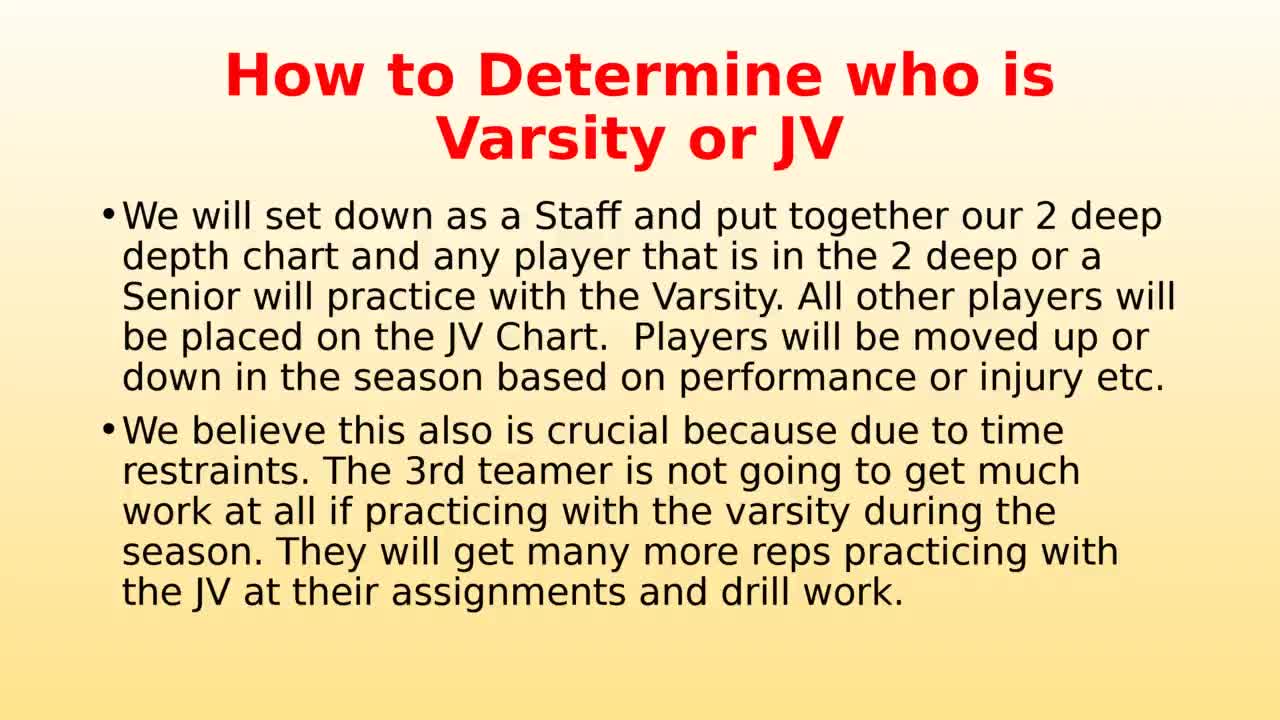 How to Determine who is
Varsity or JV
•We will set down as a Staff and put together our 2 deep
depth chart and any player that is in the 2 deep or a
Senior will practice with the Varsity. All other players will
be placed on the JV Chart.  Players will be moved up or
down in the season based on performance or injury etc.
•We believe this also is crucial because due to time
restraints. The 3rd teamer is not going to get much
work at all if practicing with the varsity during the
season. They will get many more reps practicing with
the JV at their assignments and drill work.